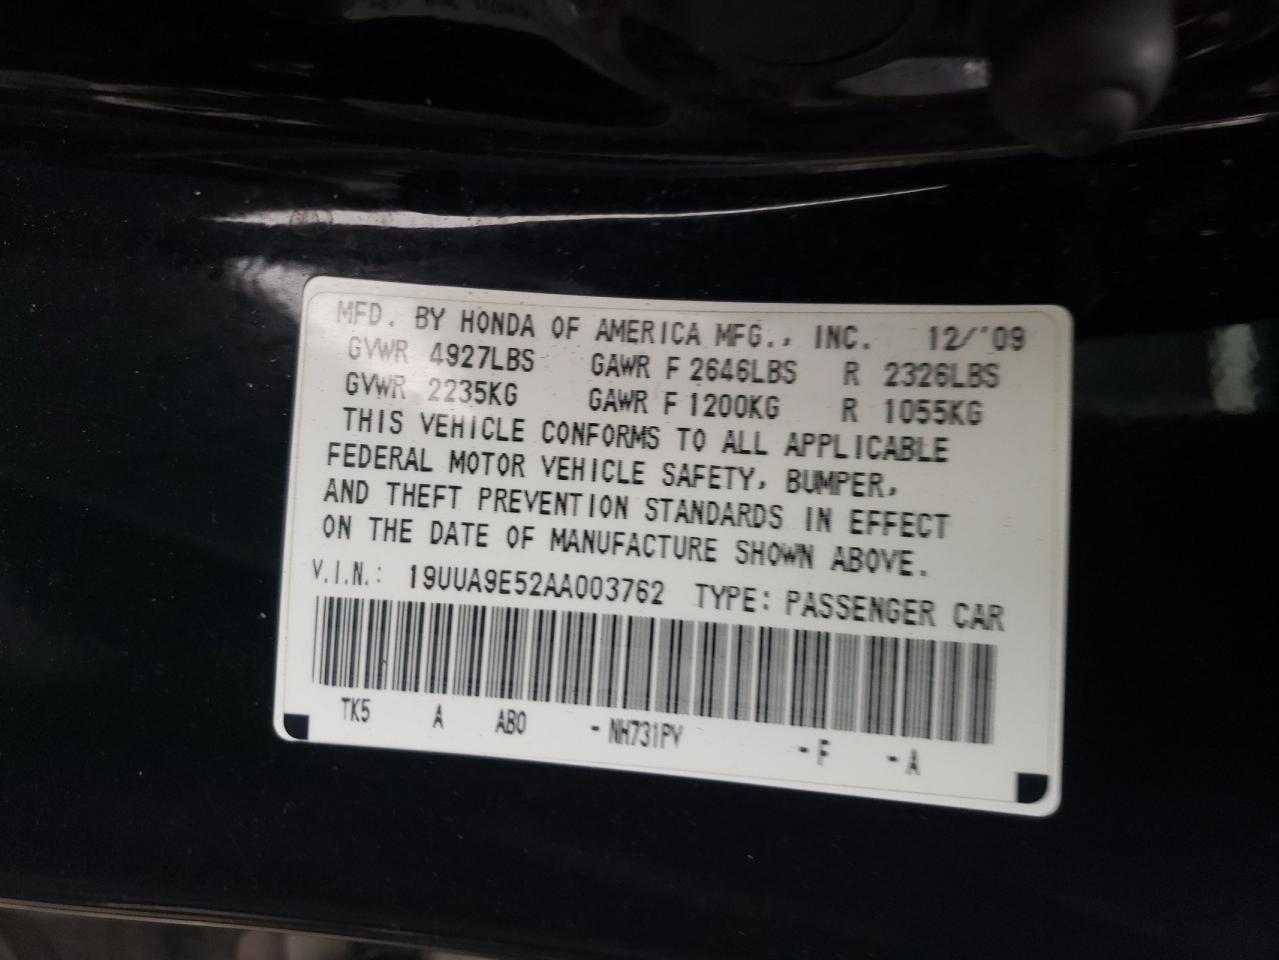 MFD. BY HONDA OF AMERICA MFG., INC. 12/'09
GVWR 4927LBS GAWR F 2646LBS R 2326LBS
GVWR 2235KG GAWR F 1200KG R 1055KG
THIS VEHICLE CONFORMS TO ALL APPLICABLE
FEDERAL MOTOR VEHICLE SAFETY, BUMPER,
AND THEFT PREVENTION STANDARDS IN EFFECT
ON THE DATE OF MANUFACTURE SHOWN ABOVE.
V.I.N.: 19UUA9E52AA003762 TYPE: PASSENGER CAR
TK5 A AB0 -NH731PV -F -A